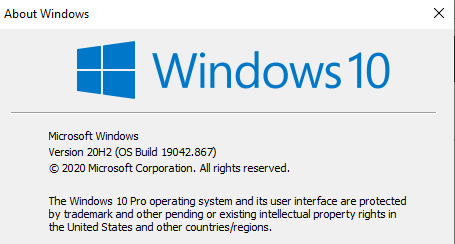 About Windows
Windows 10
Microsoft Windows
Version 20H2 (OS Build 19042.867)
© 2020 Microsoft Corporation. All rights reserved.
The Windows 10 Pro operating system and its user interface are protected
by trademark and other pending or existing intellectual property rights in
the United States and other countries/regions.